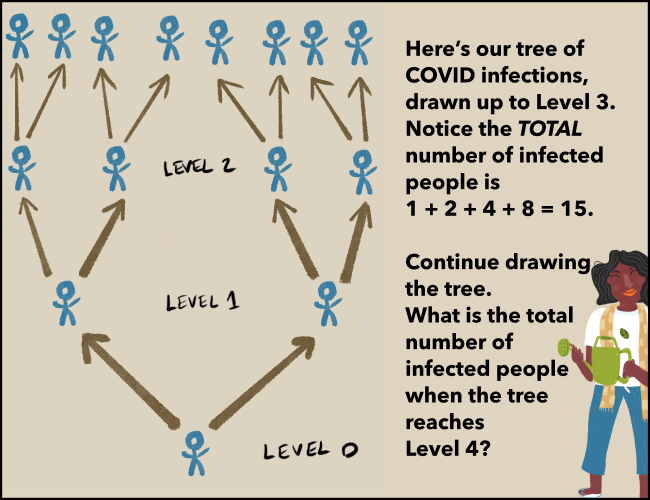 Here's our tree of
COVID infections,
drawn up to Level 3.
Notice the TOTAL
number of infected
people is
1 + 2 + 4 + 8 = 15.
Continue drawing
the tree.
What is the total
number of
infected people
when the tree
reaches
Level 4?
LEVEL 2
LEVEL 1
LEVEL 0